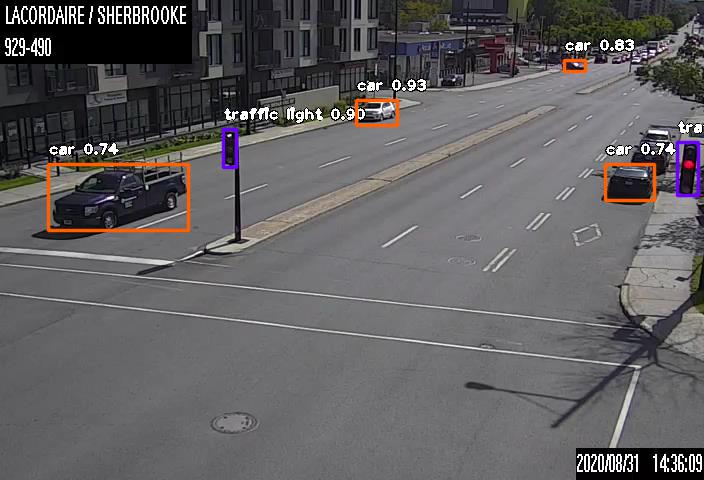 LACORDAIRE / SHERBROOKE
929-490
car 0.83
car 0.93
traffic light 0.90
tra
car 0.74
car 0.74
2020/08/31 14:36:09